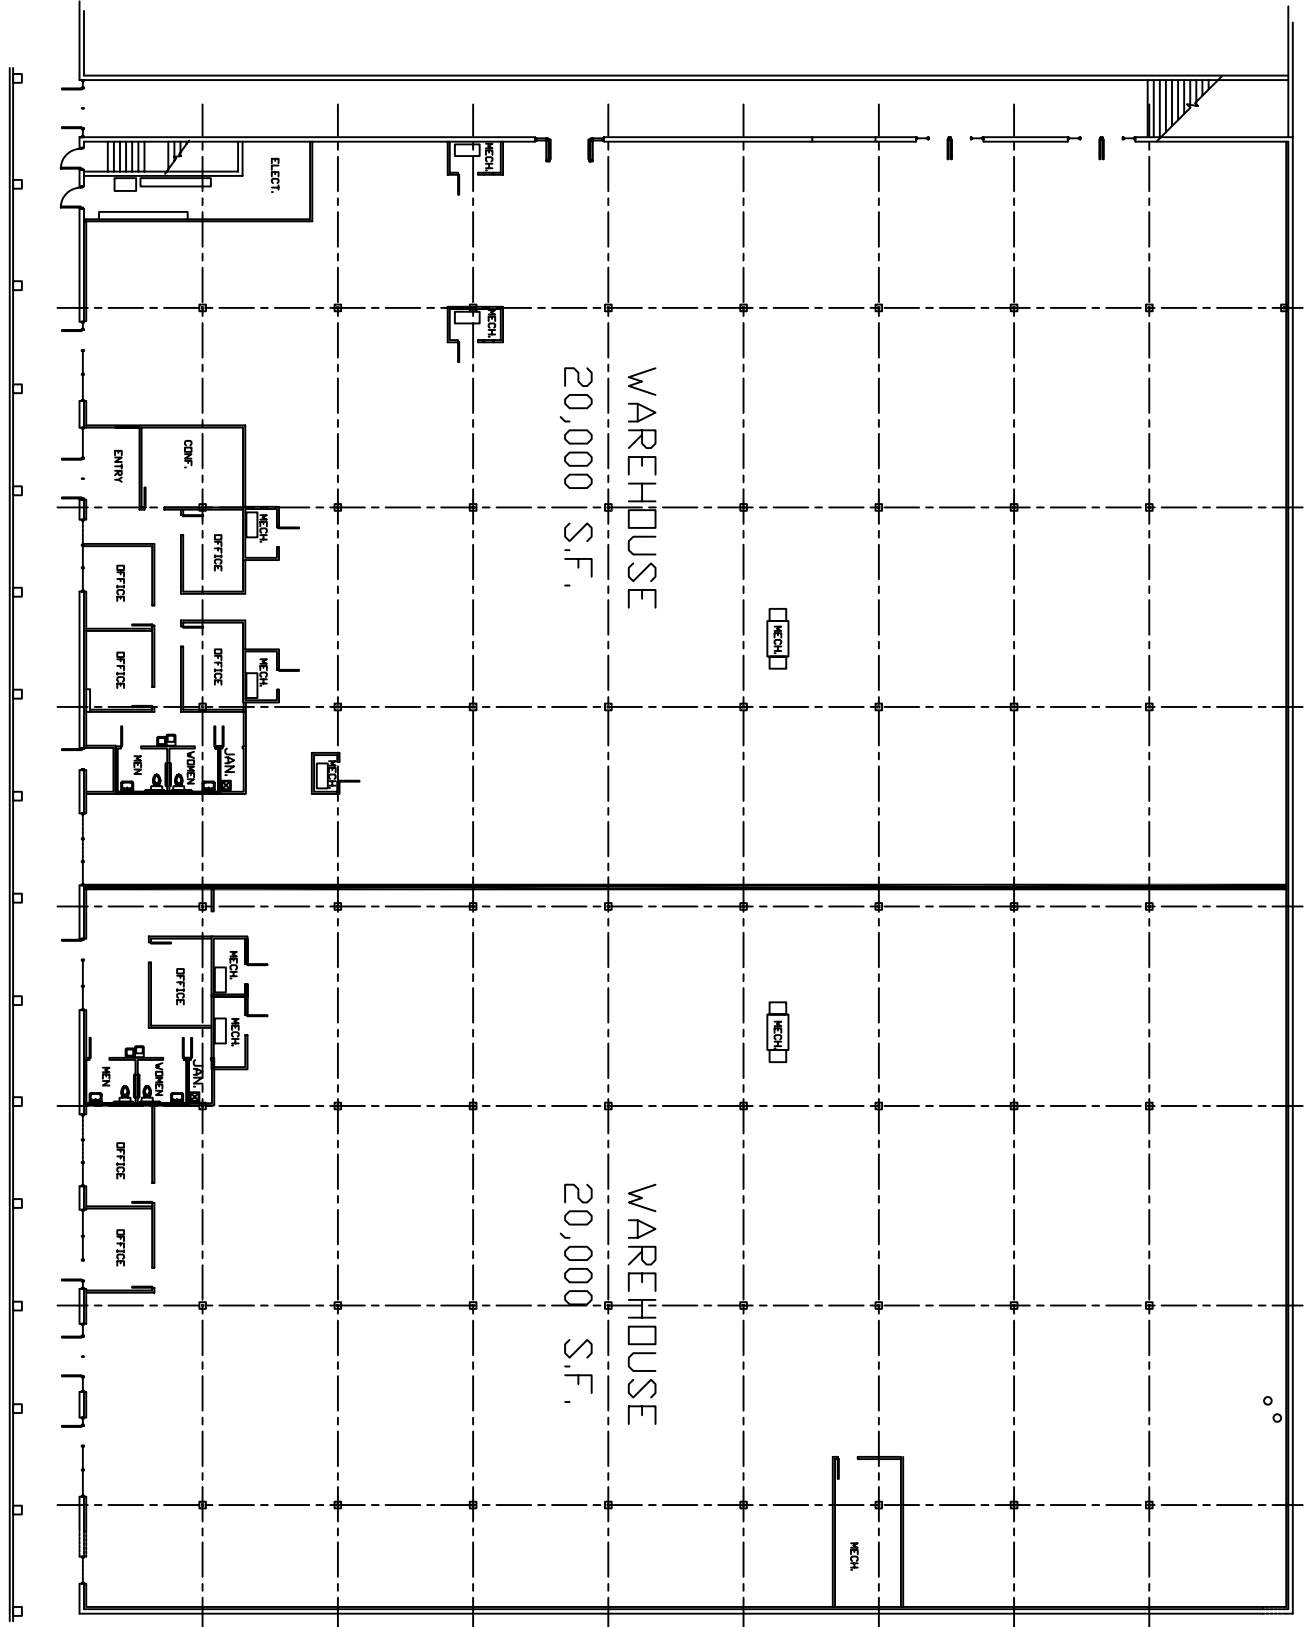 ELECT.
MECH.
MECH.
WAREHOUSE
20,000 S.F.
ENTRY
CONF.
OFFICE
MECH.
OFFICE
MECH.
OFFICE
OFFICE
MECH.
MECH.
MEN
WOMEN
JAN.
MECH.
OFFICE
MECH.
MECH.
MECH.
MEN
WOMEN
JAN.
OFFICE
OFFICE
WAREHOUSE
20,000 S.F.
MECH.